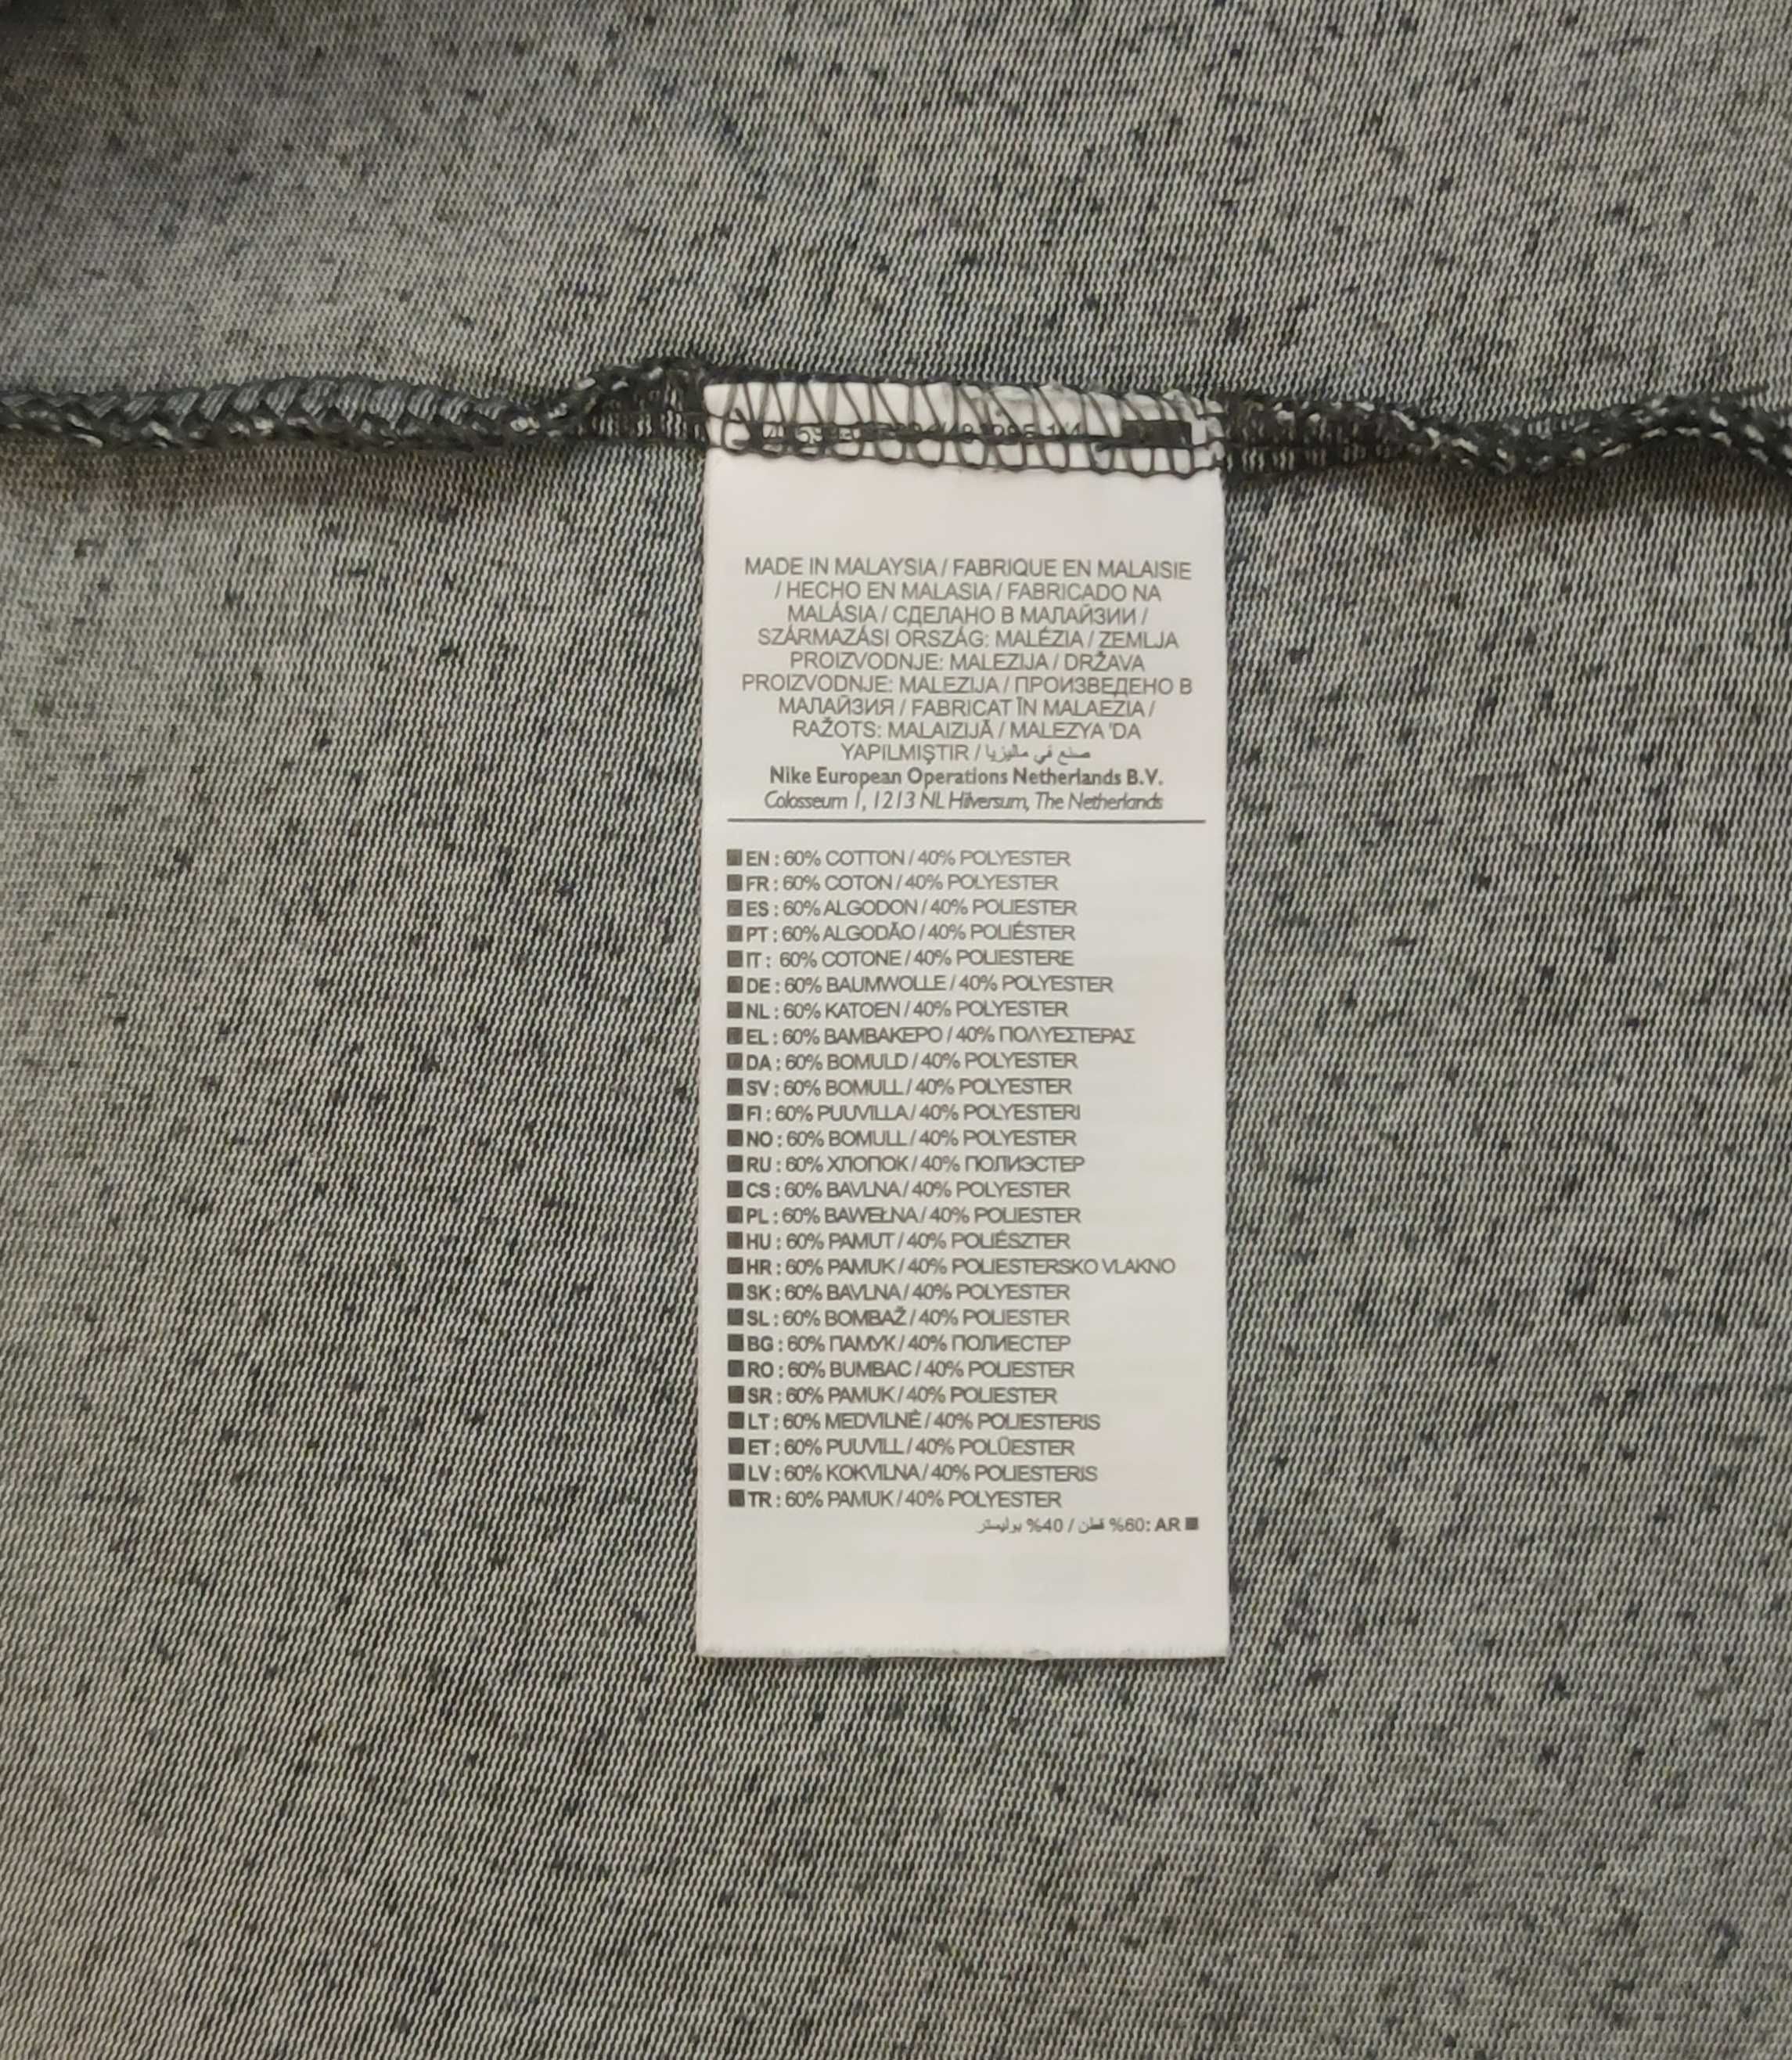 MADE IN MALAYSIA / FABRIQUE EN MALAISIE
/ HECHO EN MALASIA / FABRICADO NA
MALÁSIA / СДЕЛАНО В МАЛАЙЗИИ /
SZÁRMAZÁSI ORSZÁG: MALÉZIA / ZEMLJA
PROIZVODNJE: MALEZIJA / DRŽAVA
PROIZVODNJE: MALEZIJA / ПРОИЗВЕДЕНО В
МАЛАЙЗИЯ / FABRICAT ÎN MALAEZIA /
RAŽOTS: MALAIZIJĀ / MALEZYA 'DA
YAPILMIŞTIR / صنع في ماليزيا
Nike European Operations Netherlands B.V.
Colosseum 1, 1213 NL Hilversum, The Netherlands
EN : 60% COTTON / 40% POLYESTER
FR : 60% COTON / 40% POLYESTER
ES : 60% ALGODON / 40% POLIESTER
PT : 60% ALGODÃO / 40% POLIÉSTER
IT : 60% COTONE / 40% POLIESTERE
DE : 60% BAUMWOLLE / 40% POLYESTER
NL : 60% KATOEN / 40% POLYESTER
EL : 60% ΒΑΜΒΑΚΕΡΟ / 40% ΠΟΛΥΕΣΤΕΡΑΣ
DA : 60% BOMULD / 40% POLYESTER
SV : 60% BOMULL / 40% POLYESTER
FI : 60% PUUVILLA / 40% POLYESTERI
NO : 60% BOMULL / 40% POLYESTER
RU : 60% ХЛОПОК / 40% ПОЛИЭСТЕР
CS : 60% BAVLNA / 40% POLYESTER
PL : 60% BAWEŁNA / 40% POLIESTER
HU : 60% PAMUT / 40% POLIÉSZTER
HR : 60% PAMUK / 40% POLIESTERSKO VLAKNO
SK : 60% BAVLNA / 40% POLYESTER
SL : 60% BOMBAŽ / 40% POLIESTER
BG : 60% ПАМУК / 40% ПОЛИЕСТЕР
RO : 60% BUMBAC / 40% POLIESTER
SR : 60% PAMUK / 40% POLIESTER
LT : 60% MEDVILNĖ / 40% POLIESTERIS
ET : 60% PUUVILL / 40% POLÜESTER
LV : 60% KOKVILNA / 40% POLIESTERIS
TR : 60% PAMUK / 40% POLYESTER
AR :60% قطن / 40% بوليستر